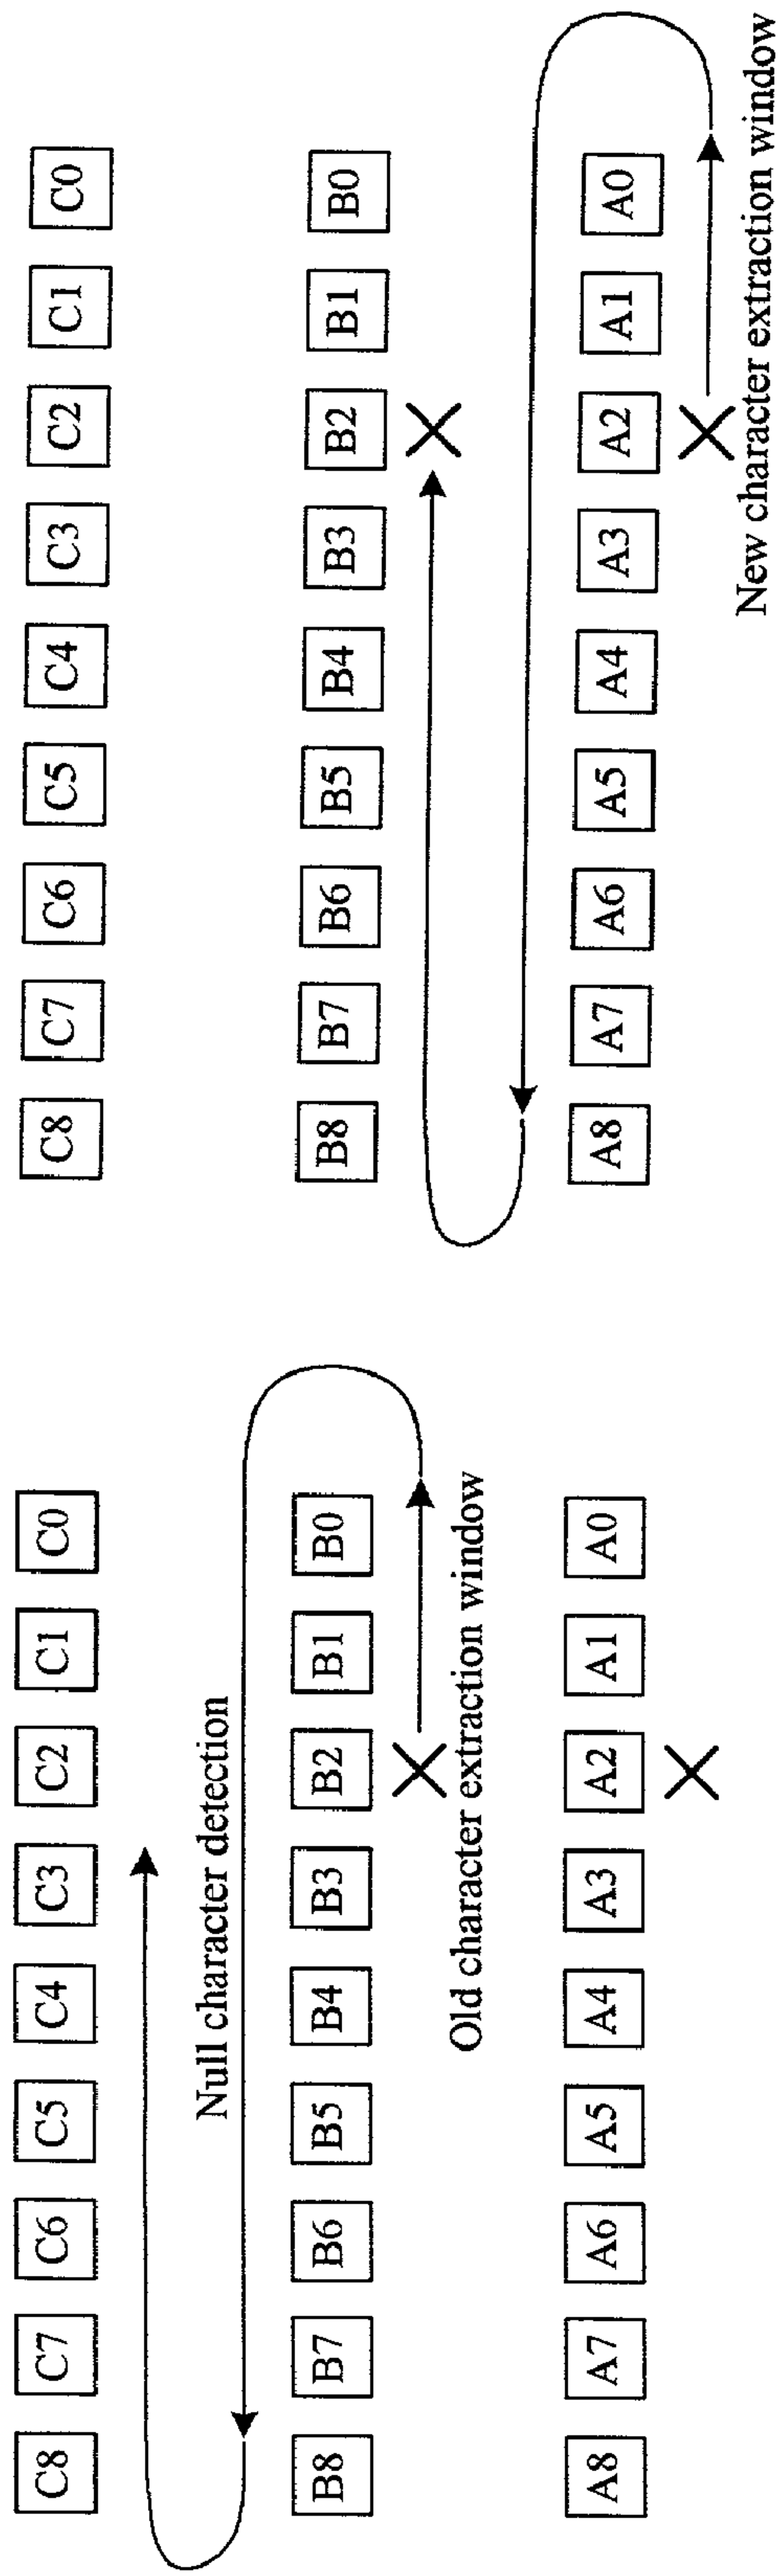 C8 C7 C6 C5 C4 C3 C2 C1 C0
Null character detection
B8 B7 B6 B5 B4 B3 B2 B1 B0
Old character extraction window
A8 A7 A6 A5 A4 A3 A2 A1 A0
C8 C7 C6 C5 C4 C3 C2 C1 C0
B8 B7 B6 B5 B4 B3 B2 B1 B0
A8 A7 A6 A5 A4 A3 A2 A1 A0
New character extraction window